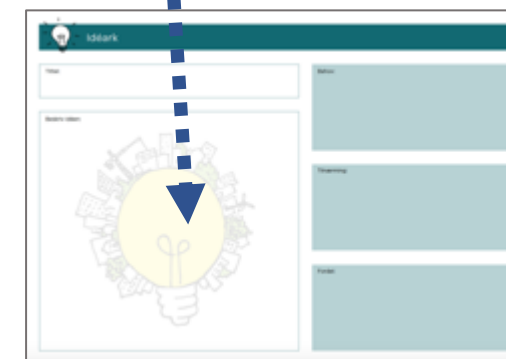 Idéark
Titel
Behov
Beskriv idéen
Tilnærmning
Fordel